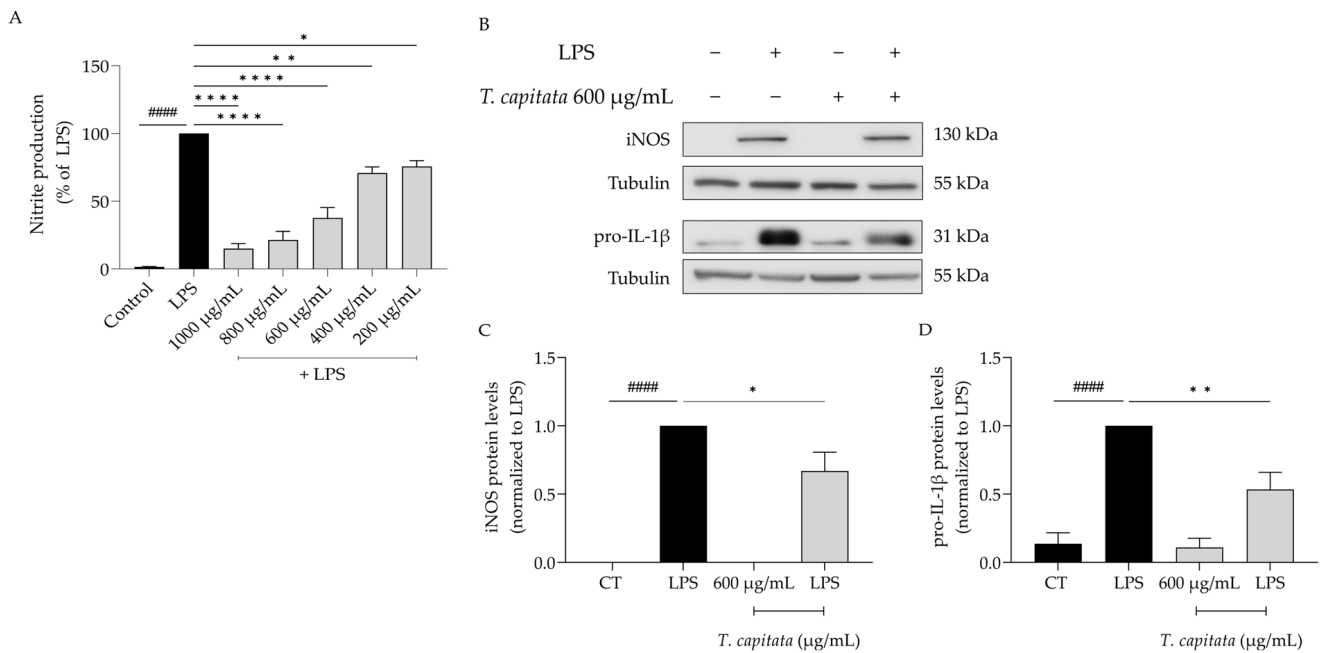 A
Nitrite production
(% of LPS)
150
100
50
0
####
*
* *
* * * *
* * * *
* * * *
Control
LPS
1000 µg/mL
800 µg/mL
600 µg/mL
400 µg/mL
200 µg/mL
+ LPS
B
LPS – + – +
T. capitata 600 µg/mL – – + +
iNOS 130 kDa
Tubulin 55 kDa
pro-IL-1β 31 kDa
Tubulin 55 kDa
C
iNOS protein levels
(normalized to LPS)
1.5
1.0
0.5
0.0
####
*
CT LPS 600 µg/mL LPS
T. capitata (µg/mL)
D
pro-IL-1β protein levels
(normalized to LPS)
1.5
1.0
0.5
0.0
####
* *
CT LPS 600 µg/mL LPS
T. capitata (µg/mL)